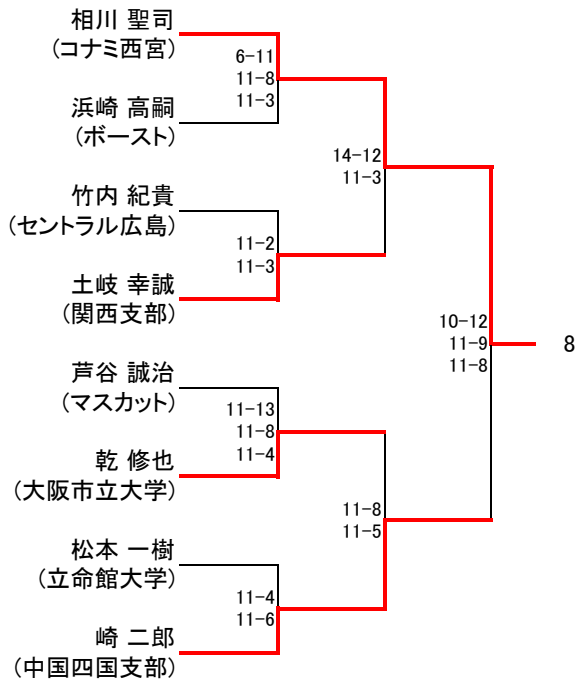 相川 聖司
(コナミ西宮)
6-11
11-8
11-3
浜崎 高嗣
(ボースト)
14-12
11-3
竹内 紀貴
(セントラル広島)
11-2
11-3
土岐 幸誠
(関西支部)
10-12
11-9
11-8
8
芦谷 誠治
(マスカット)
11-13
11-8
11-4
乾 修也
(大阪市立大学)
11-8
11-5
松本 一樹
(立命館大学)
11-4
11-6
崎 二郎
(中国四国支部)